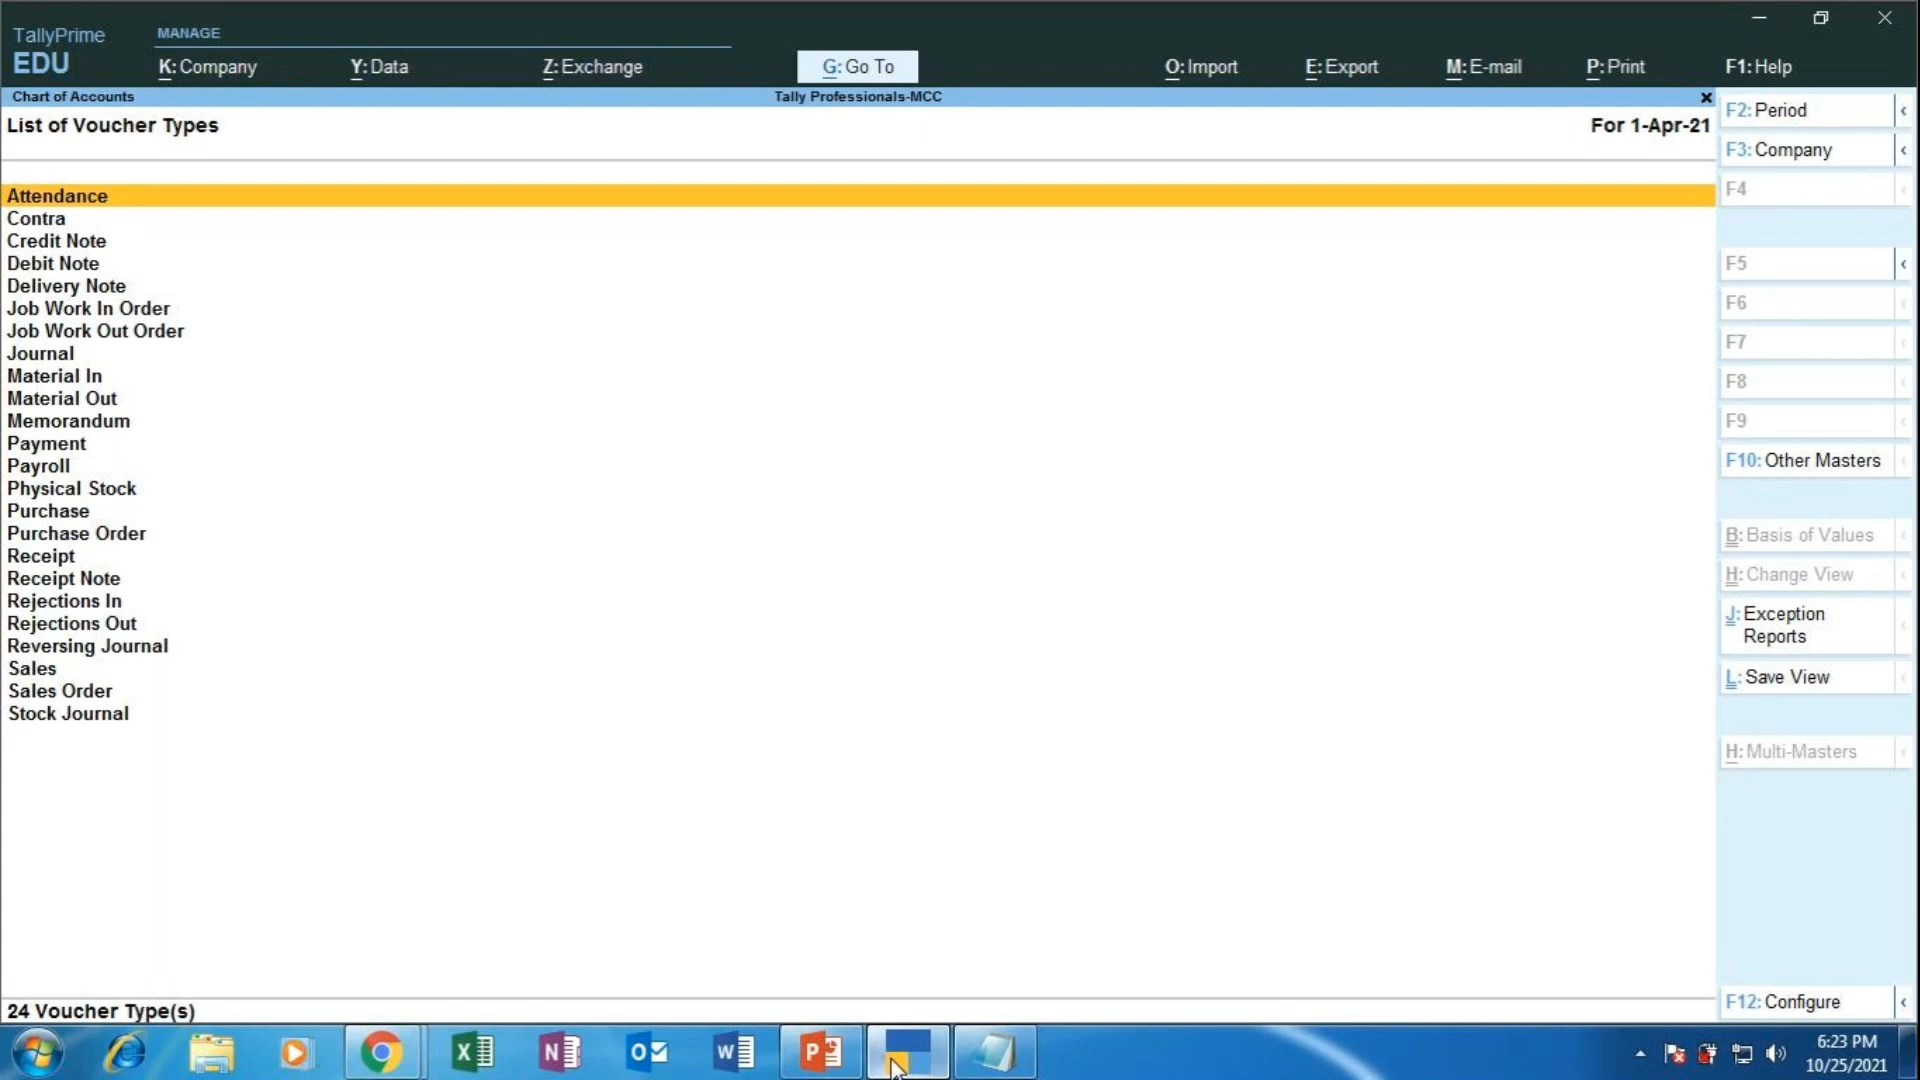 TallyPrime
EDU
MANAGE
K: Company
Y: Data
Z: Exchange
G: Go To
O: Import
E: Export
M: E-mail
P: Print
F1: Help
Chart of Accounts
Tally Professionals-MCC
List of Voucher Types
For 1-Apr-21
Attendance
Contra
Credit Note
Debit Note
Delivery Note
Job Work In Order
Job Work Out Order
Journal
Material In
Material Out
Memorandum
Payment
Payroll
Physical Stock
Purchase
Purchase Order
Receipt
Receipt Note
Rejections In
Rejections Out
Reversing Journal
Sales
Sales Order
Stock Journal
24 Voucher Type(s)
F2: Period
F3: Company
F4
F5
F6
F7
F8
F9
F10: Other Masters
B: Basis of Values
H: Change View
J: Exception
Reports
L: Save View
H: Multi-Masters
F12: Configure
6:23 PM
10/25/2021